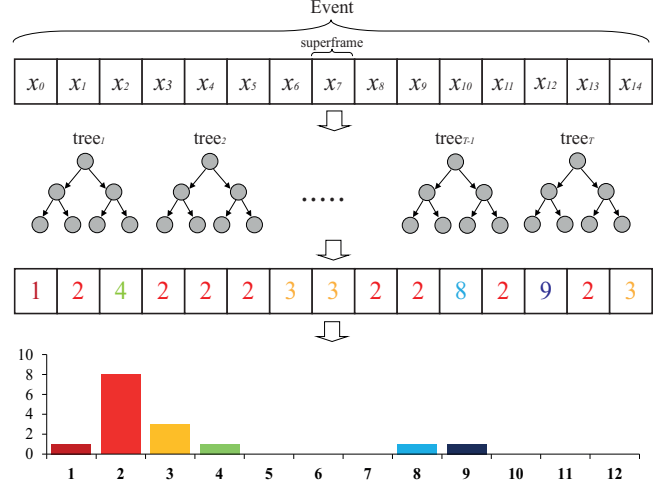 Event
superframe
x0 x1 x2 x3 x4 x5 x6 x7 x8 x9 x10 x11 x12 x13 x14
tree1 tree2 treeT-1 treeT
.....
1 2 4 2 2 2 3 3 2 2 8 2 9 2 3
10
8
6
4
2
0
1 2 3 4 5 6 7 8 9 10 11 12